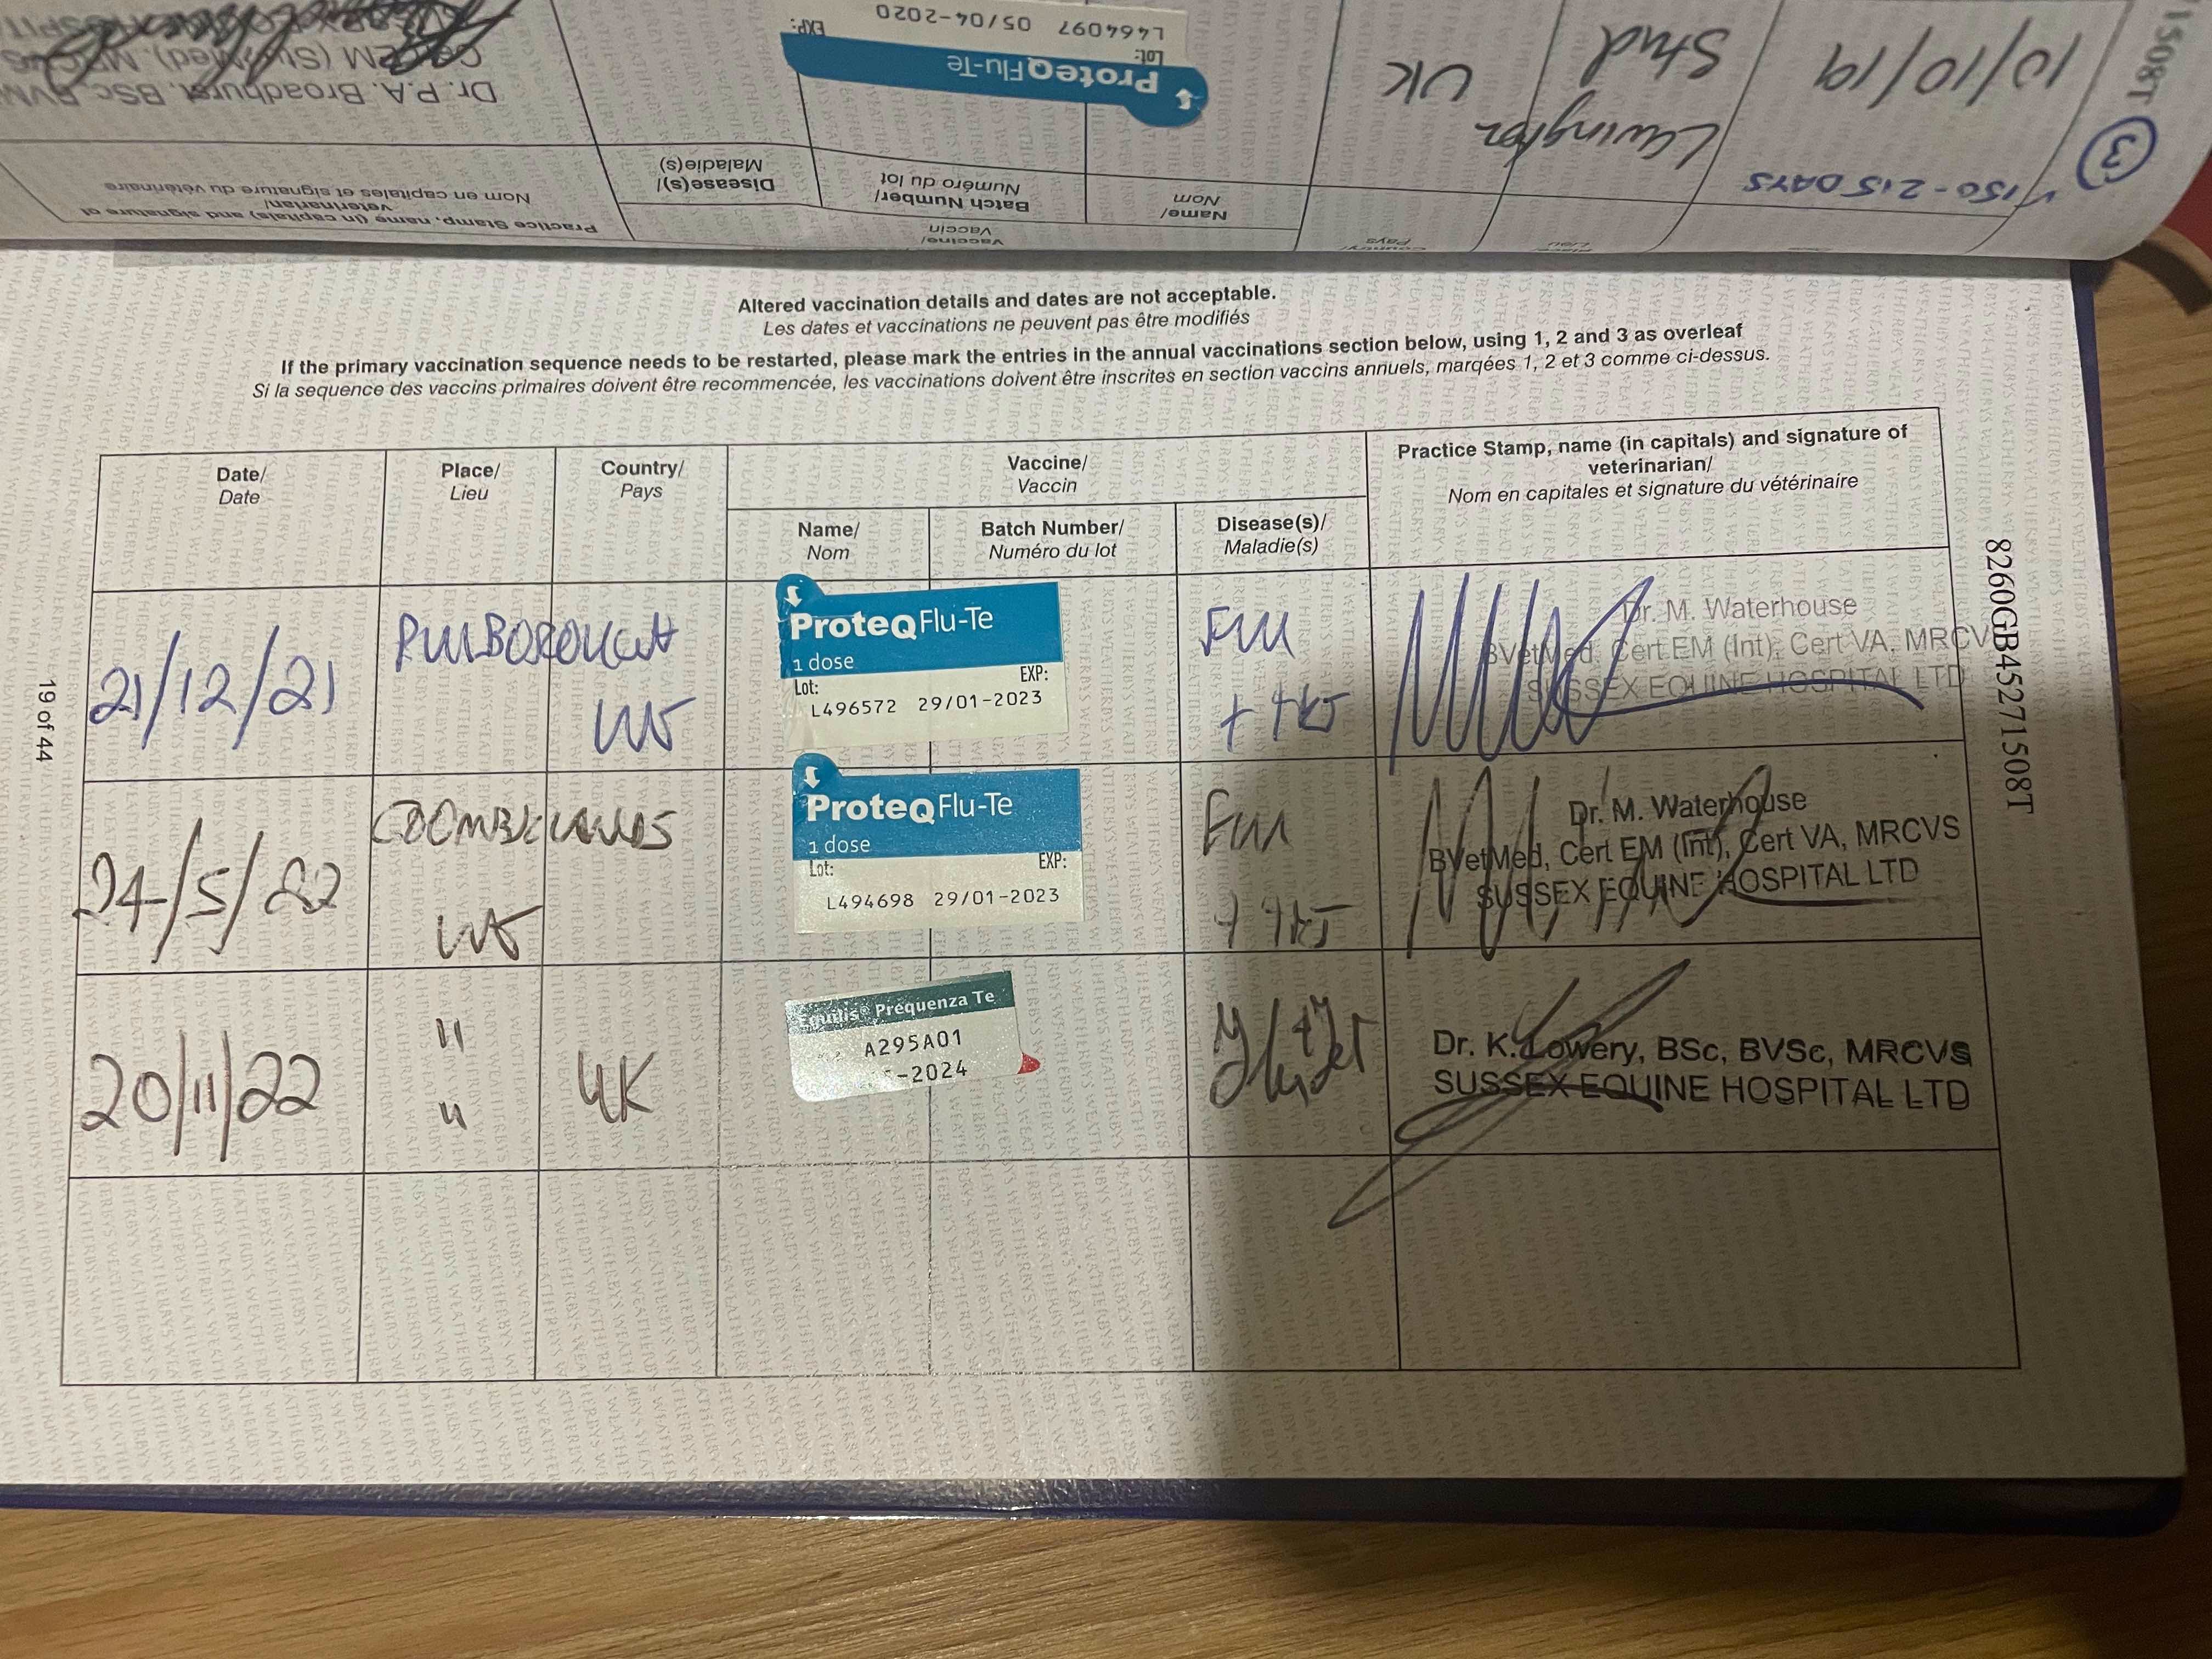 1508T
3
150-215 DAYS
10/10/19
Lavington
Stud
UK
ProteqFlu-Te
Lot:
EXP:
L464097 05/04-2020
Dr. P.A. Broadhurst, BSc, BVM
Vaccine/
Vaccin
Country/
Pays
Lieu
Name/
Nom
Batch Number/
Numéro du lot
Disease(s)/
Maladie(s)
Practice Stamp, name (in capitals) and signature of
veterinarian/
Nom en capitales et signature du vétérinaire
Altered vaccination details and dates are not acceptable.
Les dates et vaccinations ne peuvent pas être modifiés
If the primary vaccination sequence needs to be restarted, please mark the entries in the annual vaccinations section below, using 1, 2 and 3 as overleaf
Si la sequence des vaccins primaires doivent être recommencée, les vaccinations doivent être inscrites en section vaccins annuels, marqées 1, 2 et 3 comme ci-dessus.
Date/
Date
Place/
Lieu
Country/
Pays
Vaccine/
Vaccin
Name/
Nom
Batch Number/
Numéro du lot
Disease(s)/
Maladie(s)
Practice Stamp, name (in capitals) and signature of
veterinarian/
Nom en capitales et signature du vétérinaire
21/12/21
PULBOROUGH
ProteqFlu-Te
1 dose
Lot:
EXP:
L496572 29/01-2023
Flu
+ tet
Dr. M. Waterhouse
BVetMed, Cert EM (Int), Cert VA, MRCVS
SUSSEX EQUINE HOSPITAL LTD
24/5/22
COOMBELANDS
ProteqFlu-Te
1 dose
Lot:
EXP:
L494698 29/01-2023
Flu
+ tet
Dr. M. Waterhouse
BVetMed, Cert EM (Int), Cert VA, MRCVS
SUSSEX EQUINE HOSPITAL LTD
20/11/22
"
"
UK
Equilis® Prequenza Te
A295A01
-2024
Dr. K. Lowery, BSc, BVSc, MRCVS
SUSSEX EQUINE HOSPITAL LTD
19 of 44
8260GB45271508T